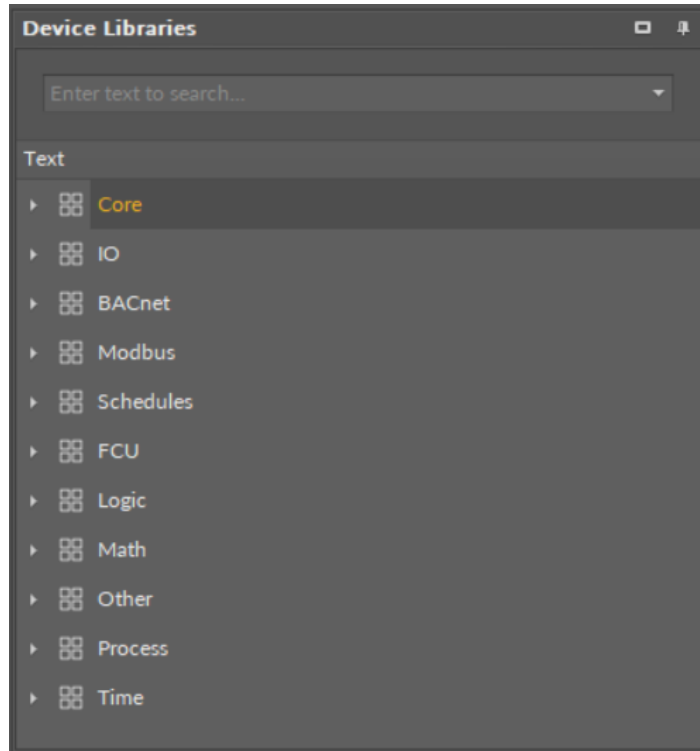 Device Libraries
Enter text to search...
Text
Core
IO
BACnet
Modbus
Schedules
FCU
Logic
Math
Other
Process
Time